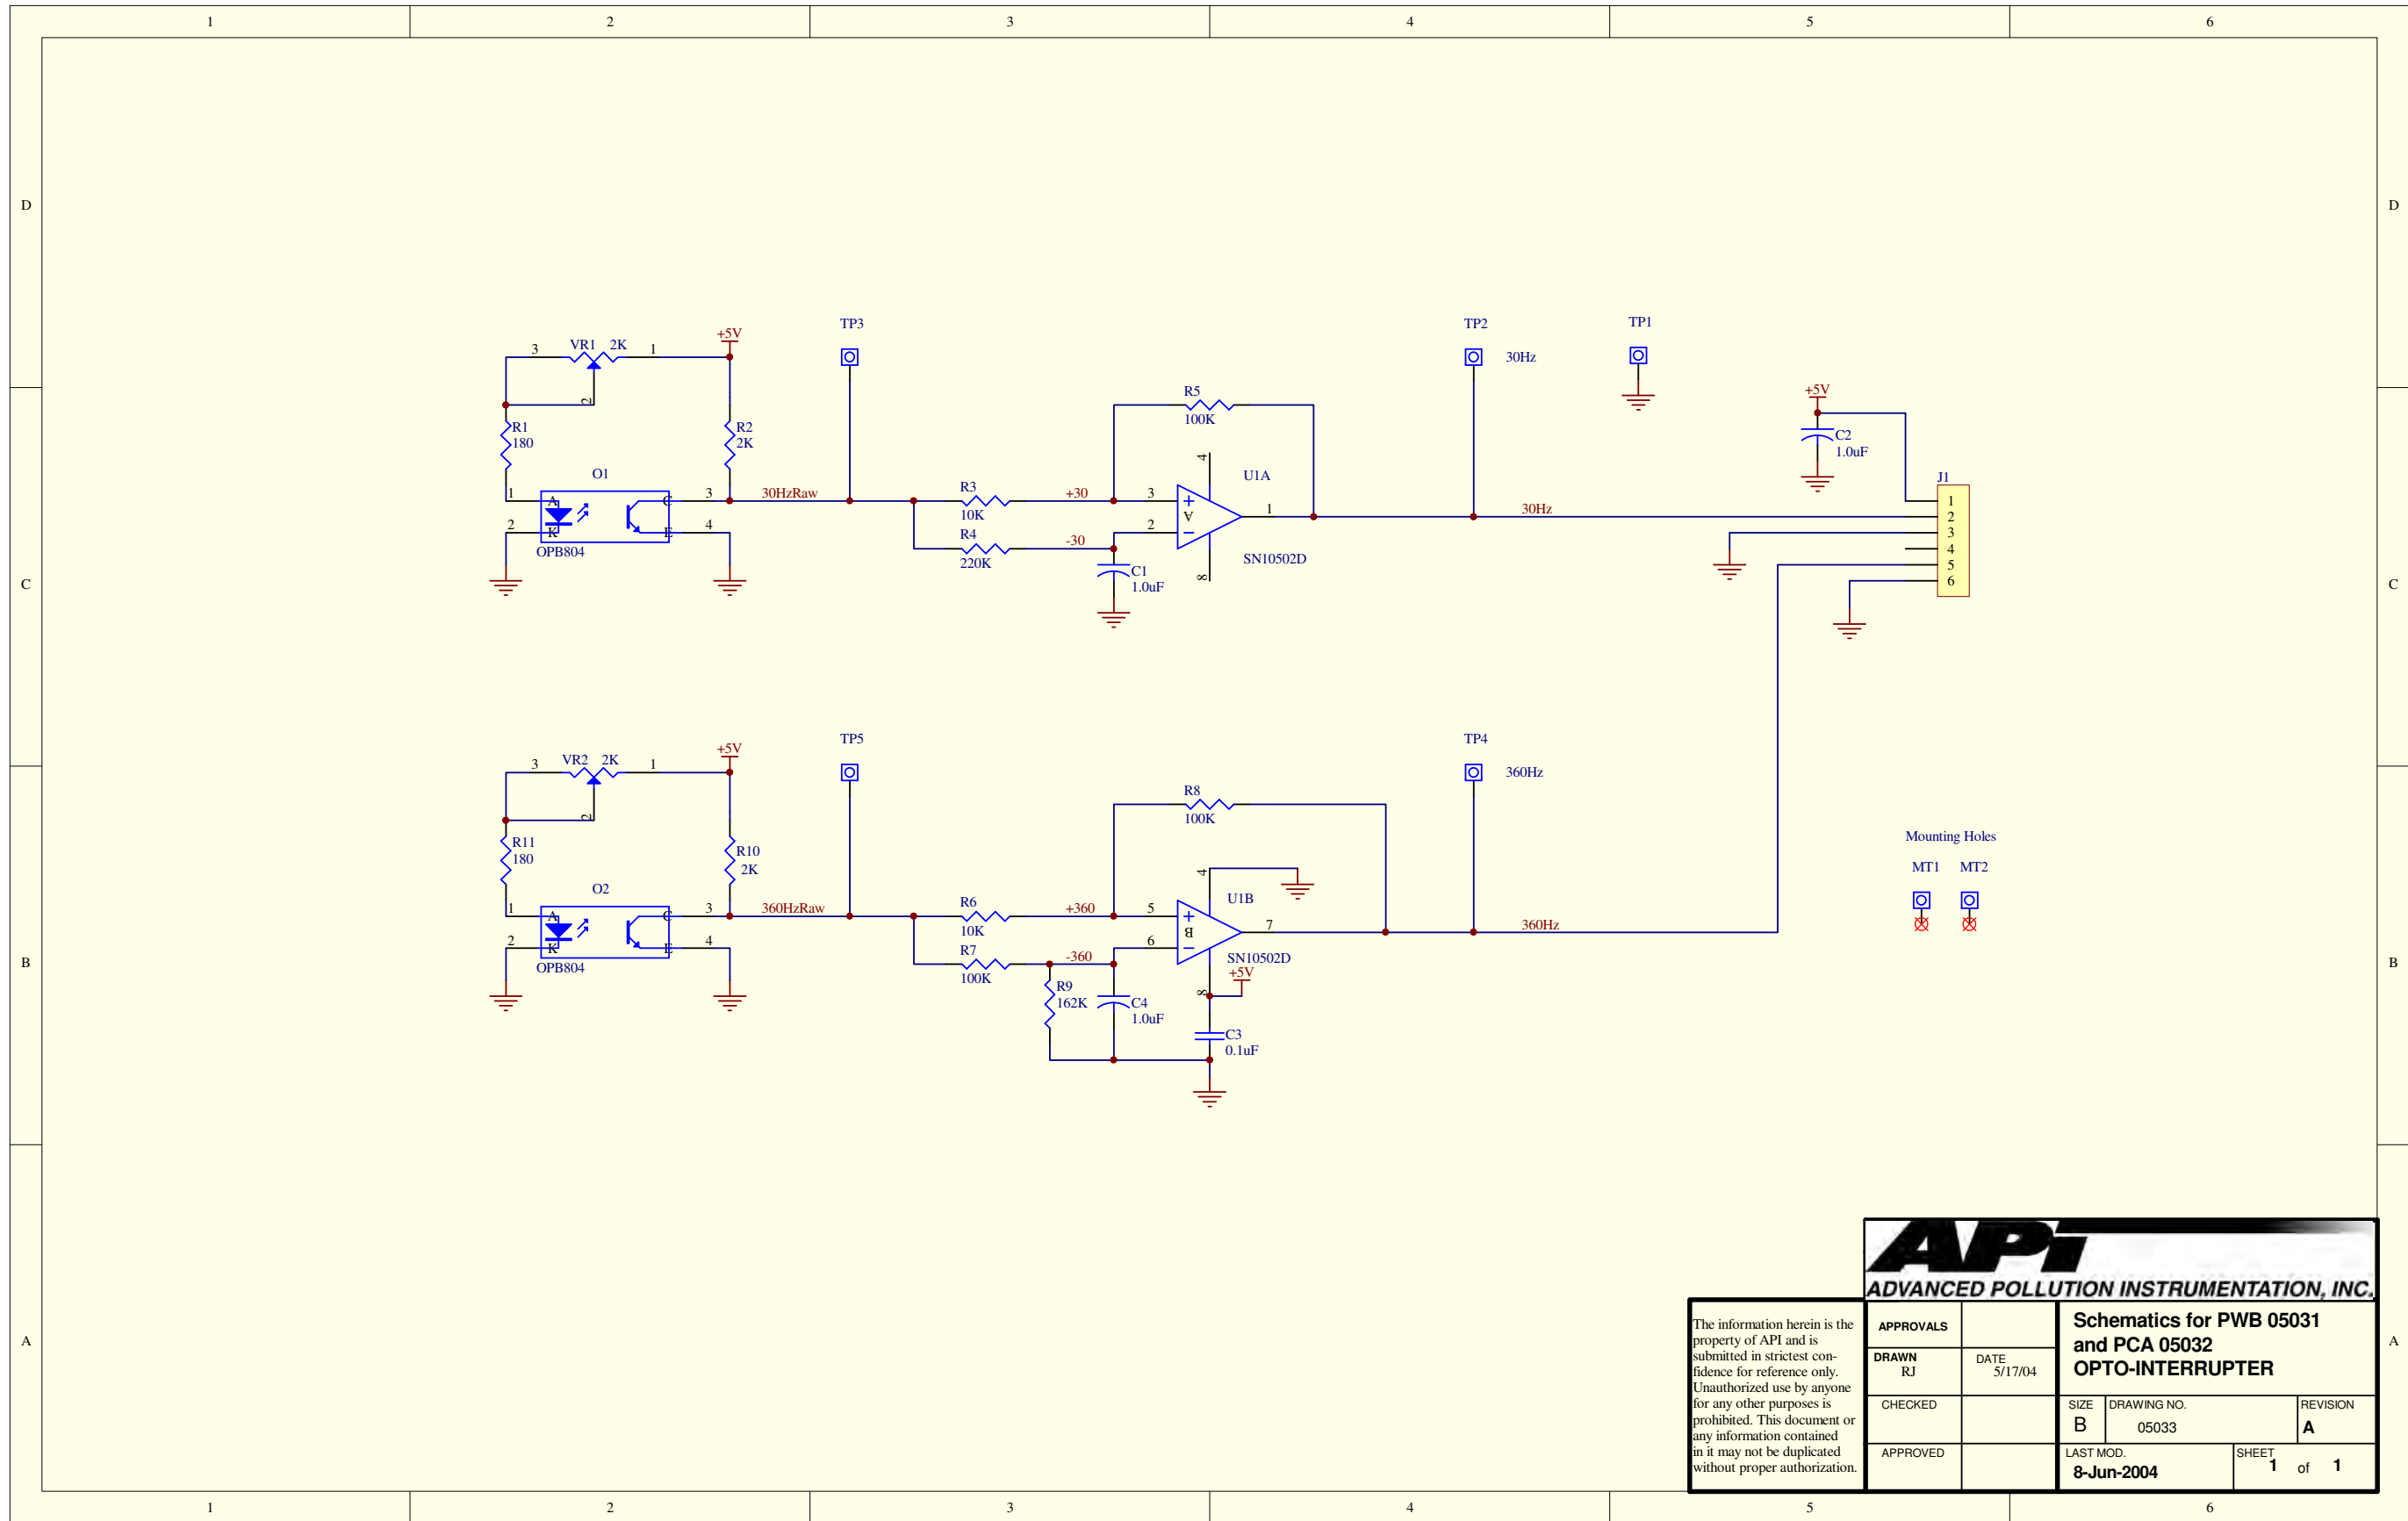 1 2 3 4 5 6
D
D
TP3
TP2
30Hz
TP1
+5V
3 VR1 2K 1
2
R1
180
R2
2K
O1
1 A C 3
2 K E 4
OPB804
30HzRaw
R3
10K
R4
220K
+30
-30
C1
1.0uF
R5
100K
4
U1A
3 + A 1
2 −
8
SN10502D
30Hz
+5V
C2
1.0uF
J1
1
2
3
4
5
6
C
C
TP5
TP4
360Hz
+5V
3 VR2 2K 1
2
R11
180
R10
2K
O2
1 A C 3
2 K E 4
OPB804
360HzRaw
R6
10K
R7
100K
+360
-360
R9
162K
C4
1.0uF
R8
100K
4
U1B
5 + B 7
6 −
SN10502D
+5V
8
C3
0.1uF
360Hz
Mounting Holes
MT1 MT2
B
B
A
A
API
ADVANCED POLLUTION INSTRUMENTATION, INC.
The information herein is the
property of API and is
submitted in strictest con-
fidence for reference only.
Unauthorized use by anyone
for any other purposes is
prohibited. This document or
any information contained
in it may not be duplicated
without proper authorization.
APPROVALS
DRAWN
RJ
DATE
5/17/04
CHECKED
APPROVED
Schematics for PWB 05031
and PCA 05032
OPTO-INTERRUPTER
SIZE
B
DRAWING NO.
05033
REVISION
A
LAST MOD.
8-Jun-2004
SHEET
1 of 1
1 2 3 4 5 6